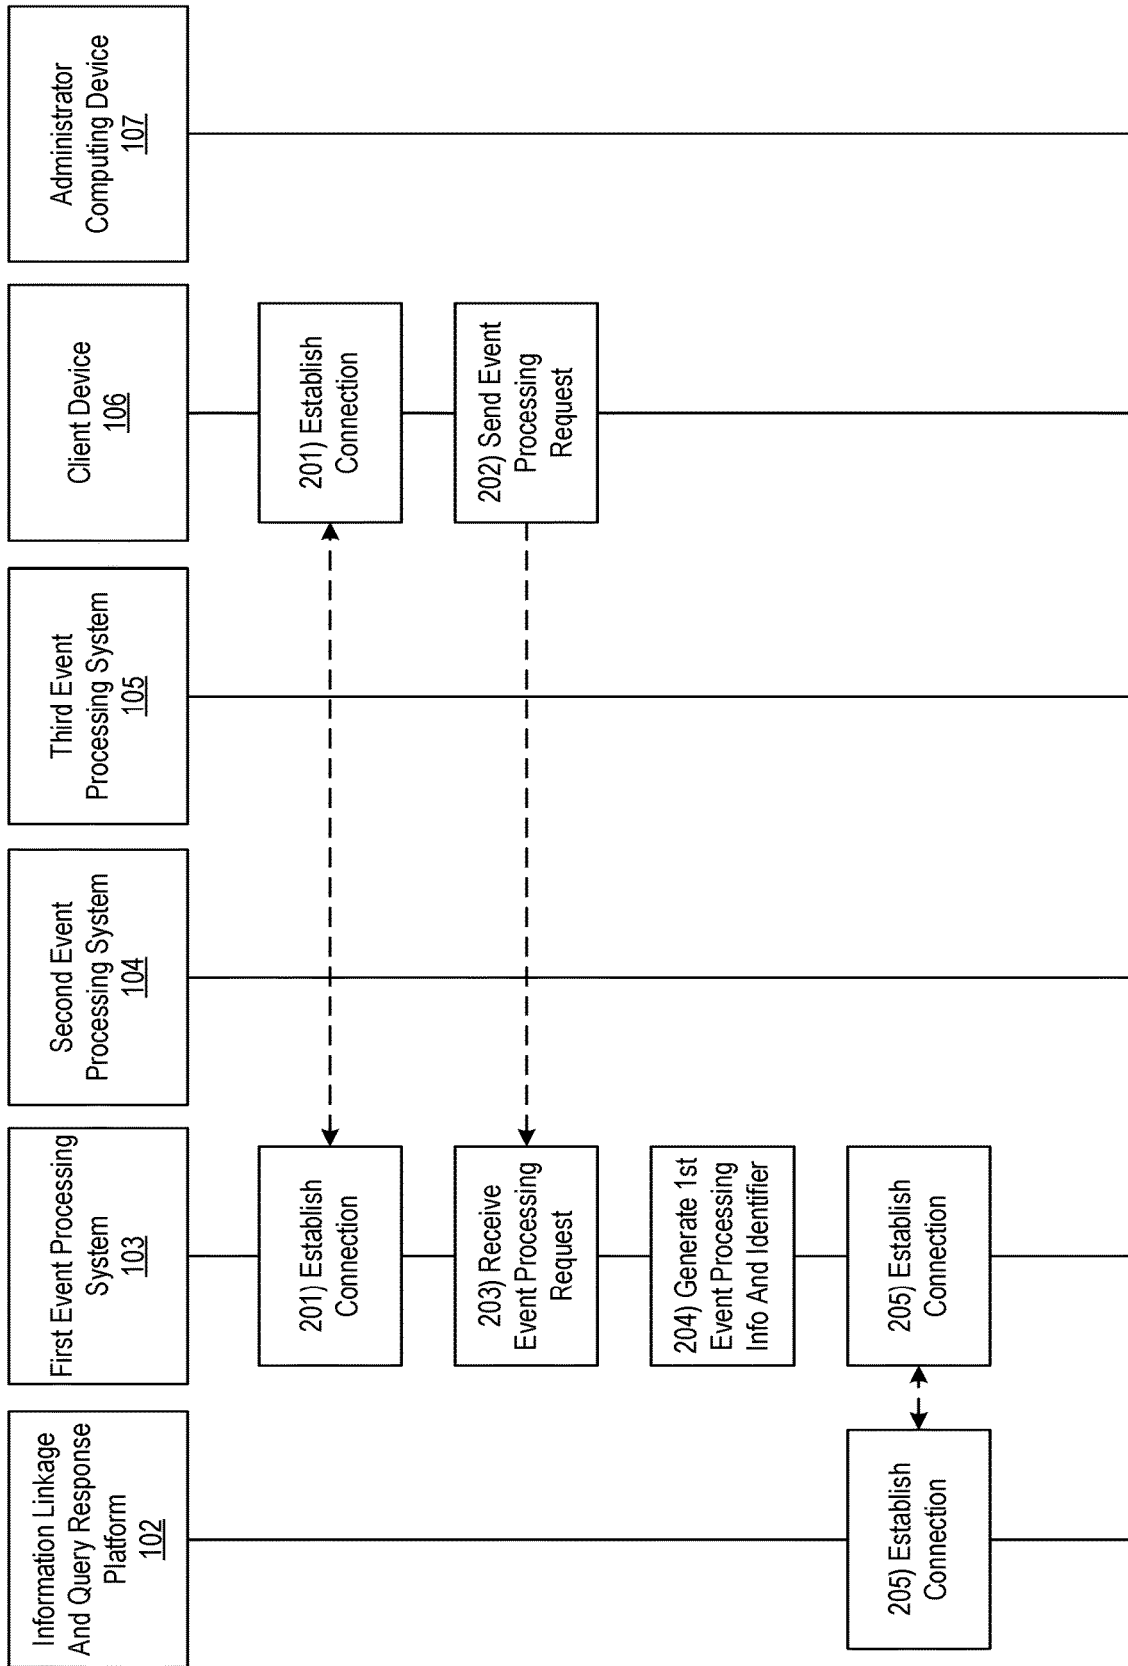 Information Linkage
And Query Response
Platform
102
First Event Processing
System
103
Second Event
Processing System
104
Third Event
Processing System
105
Client Device
106
Administrator
Computing Device
107
201) Establish
Connection
201) Establish
Connection
203) Receive
Event Processing
Request
202) Send Event
Processing
Request
204) Generate 1st
Event Processing
Info And Identifier
205) Establish
Connection
205) Establish
Connection